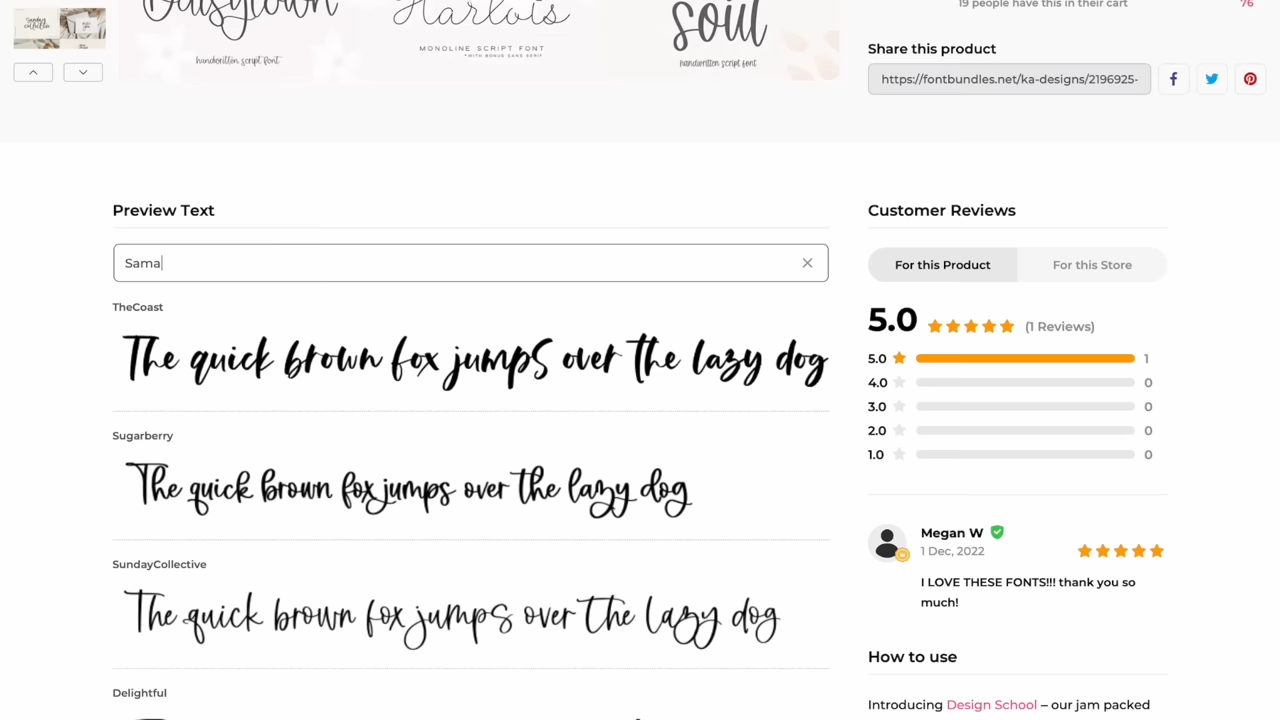 Sunday
Babytown
Harlois
soul
handwritten script font
MONOLINE SCRIPT FONT
*WITH BONUS SANS SERIF
handwritten script font
19 people have this in their cart
76
Share this product
https://fontbundles.net/ka-designs/2196925-
Preview Text
Sama
TheCoast
The quick brown fox jumps over the lazy dog
Sugarberry
The quick brown fox jumps over the lazy dog
SundayCollective
The quick brown fox jumps over the lazy dog
Delightful
Customer Reviews
For this Product
For this Store
5.0
(1 Reviews)
5.0 1
4.0 0
3.0 0
2.0 0
1.0 0
Megan W
1 Dec, 2022
I LOVE THESE FONTS!!! thank you so
much!
How to use
Introducing Design School – our jam packed